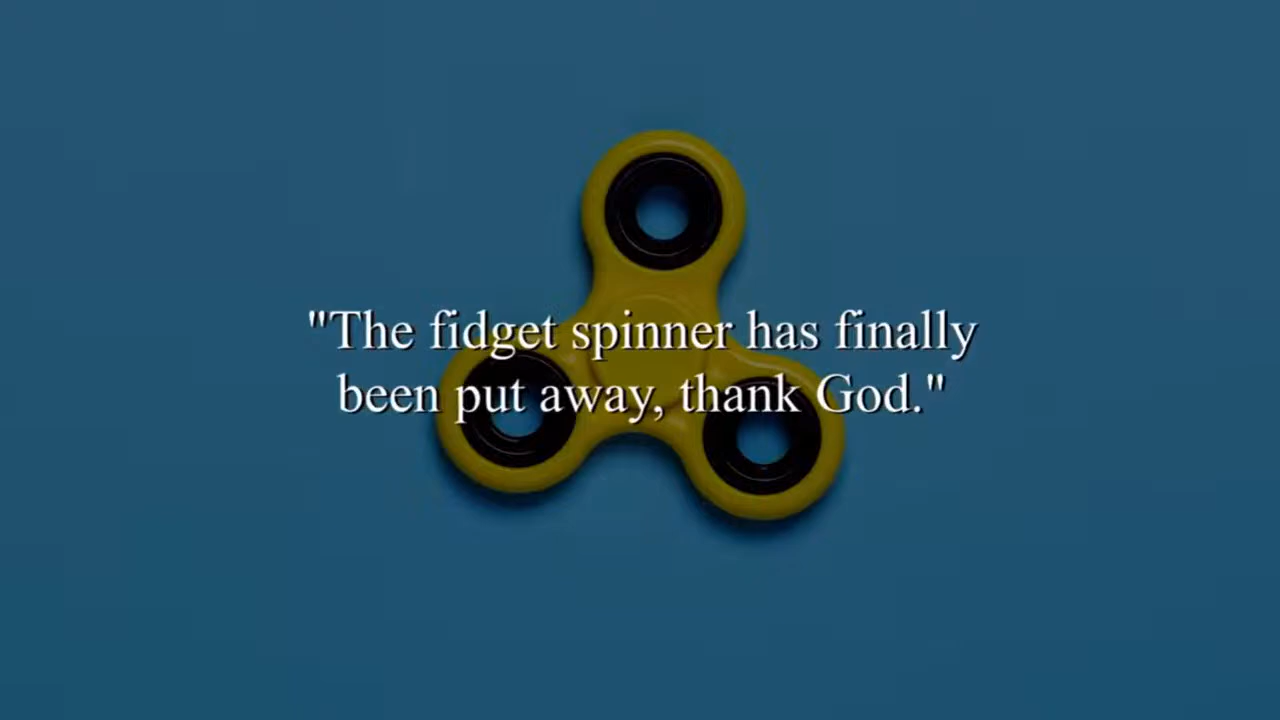 "The fidget spinner has finally
been put away, thank God."